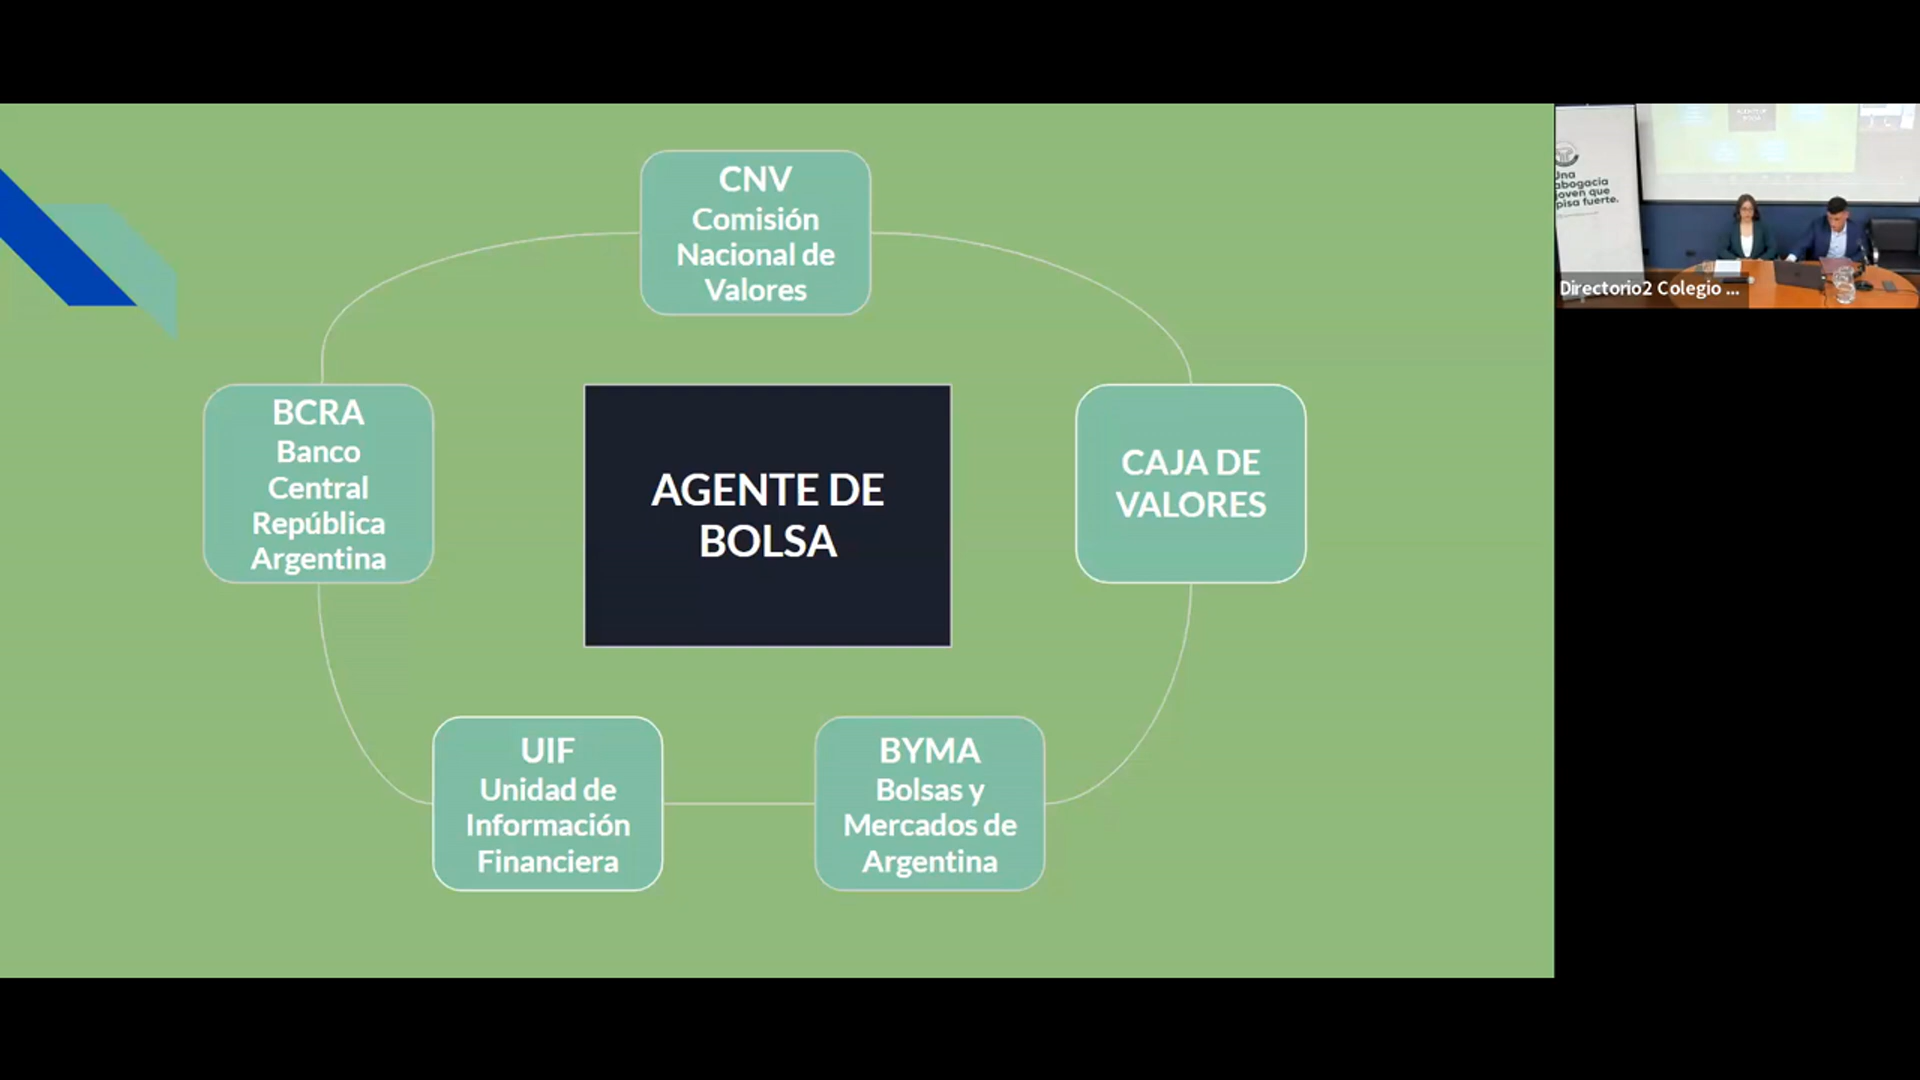 CNV
Comisión
Nacional de
Valores
BCRA
Banco
Central
República
Argentina
AGENTE DE
BOLSA
CAJA DE
VALORES
UIF
Unidad de
Información
Financiera
BYMA
Bolsas y
Mercados de
Argentina
Una
abogacía
joven que
pisa fuerte.
Directorio2 Colegio ...